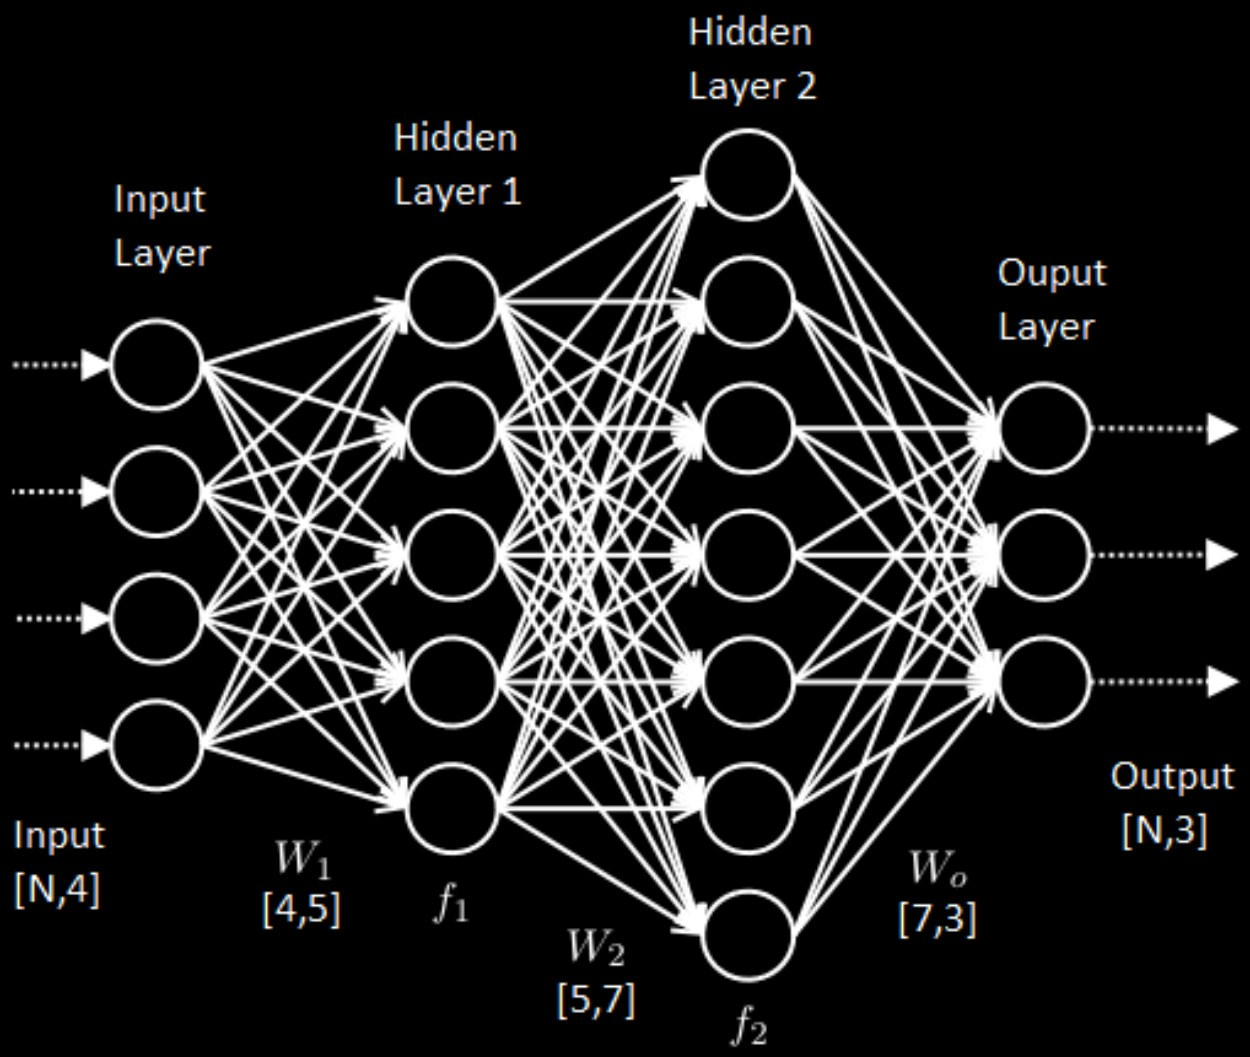 Hidden
Layer 2
Hidden
Layer 1
Input
Layer
Ouput
Layer
Input
[N,4]
W₁
[4,5]
f₁
W₂
[5,7]
f₂
Wₒ
[7,3]
Output
[N,3]